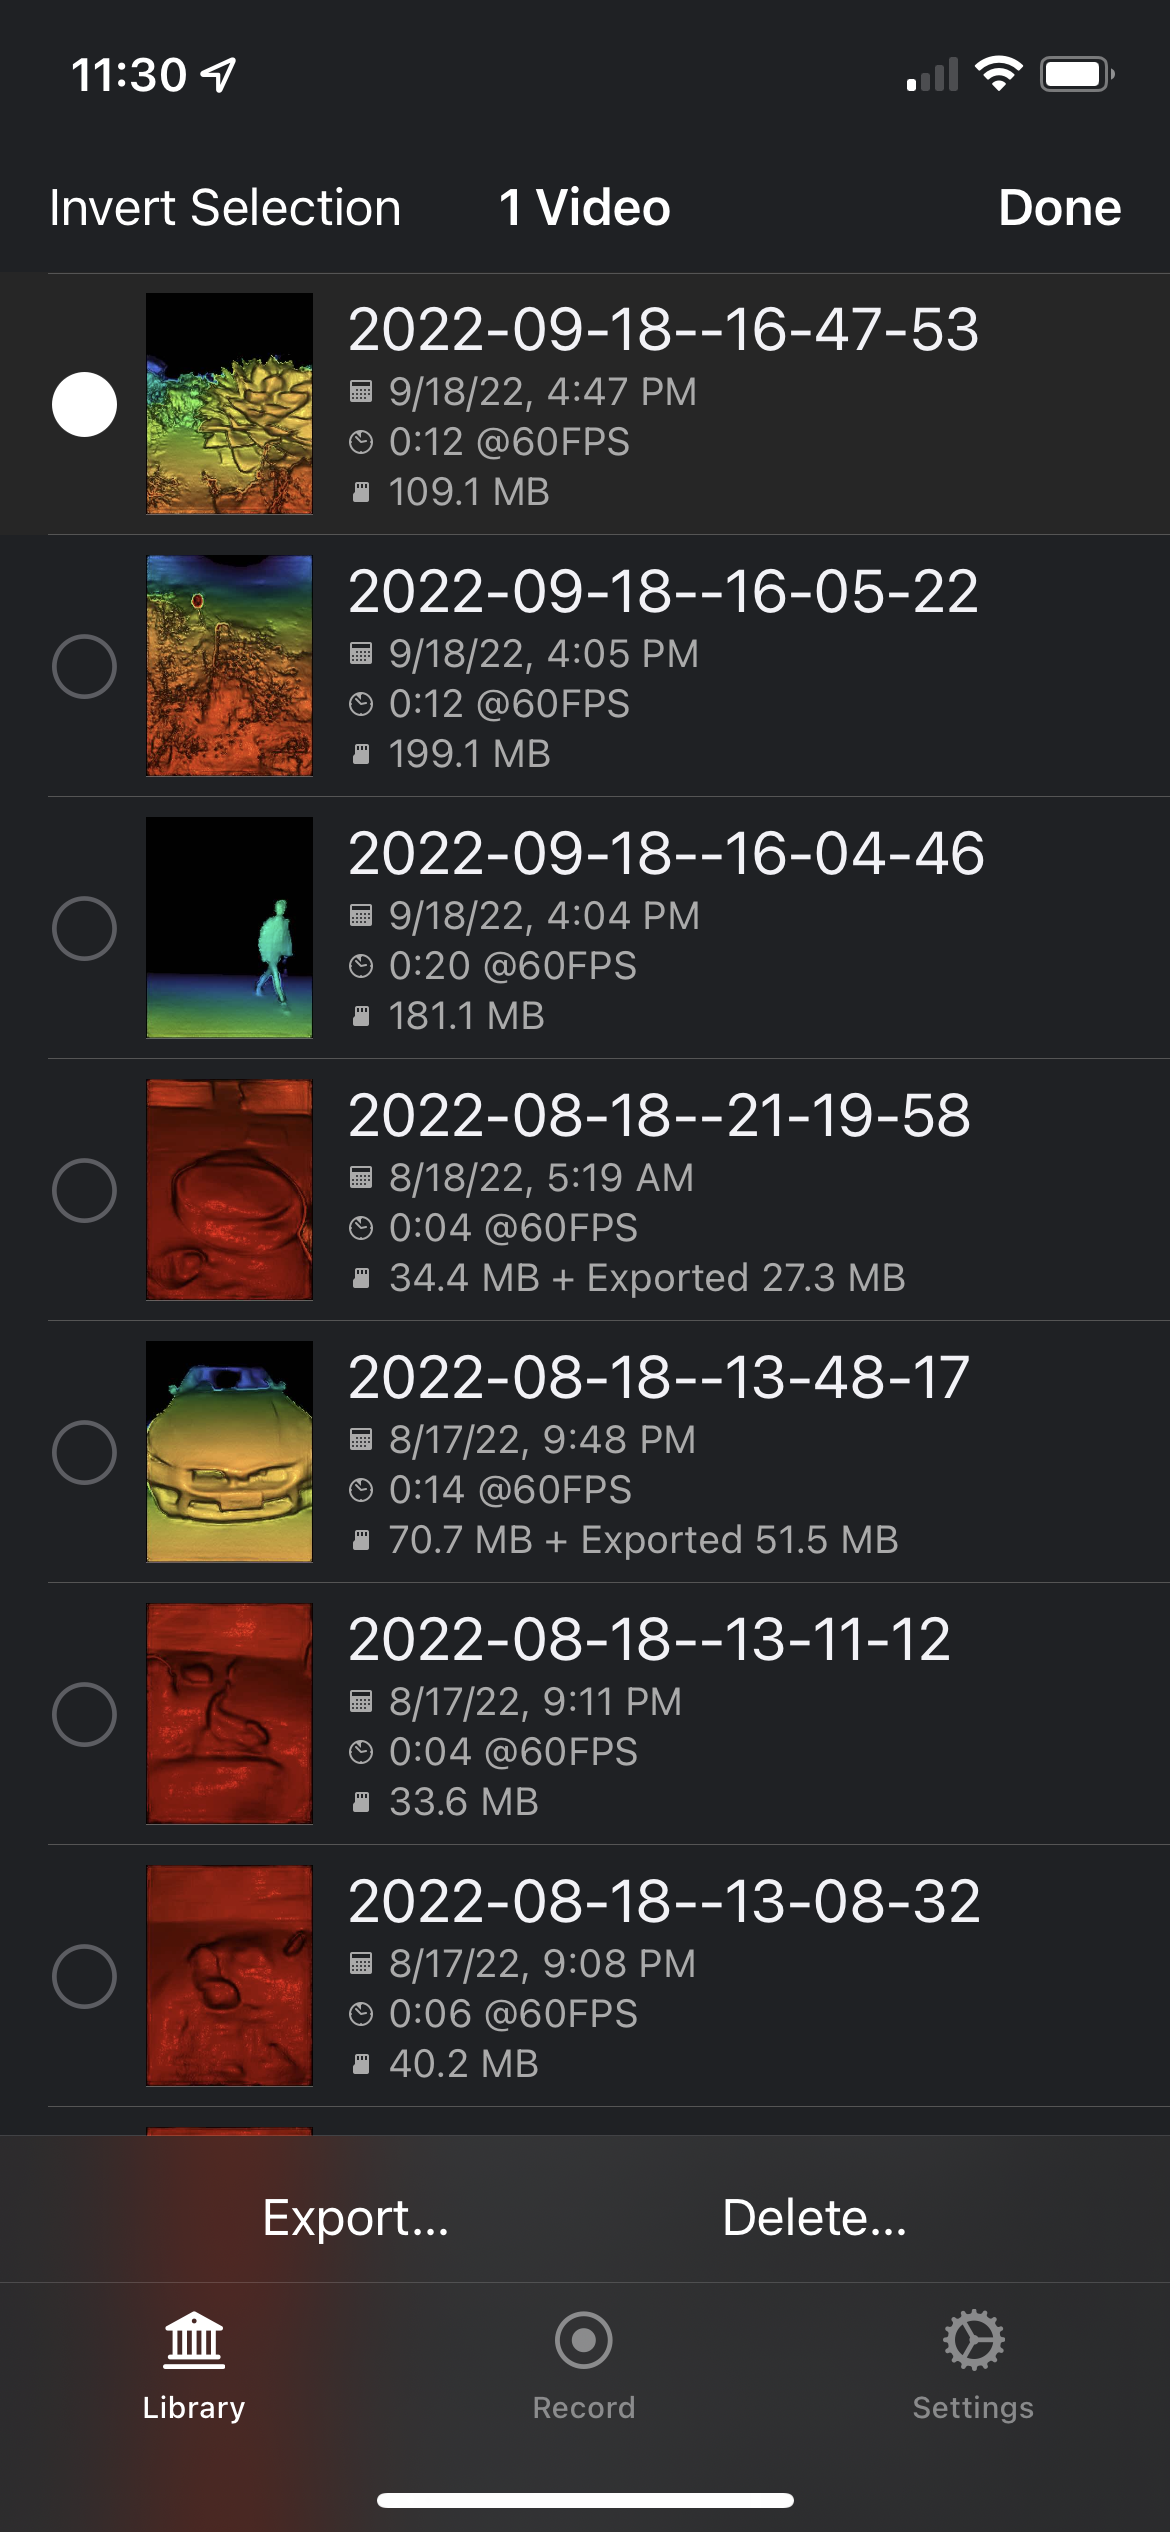 11:30
Invert Selection 1 Video Done
2022-09-18--16-47-53
9/18/22, 4:47 PM
0:12 @60FPS
109.1 MB
2022-09-18--16-05-22
9/18/22, 4:05 PM
0:12 @60FPS
199.1 MB
2022-09-18--16-04-46
9/18/22, 4:04 PM
0:20 @60FPS
181.1 MB
2022-08-18--21-19-58
8/18/22, 5:19 AM
0:04 @60FPS
34.4 MB + Exported 27.3 MB
2022-08-18--13-48-17
8/17/22, 9:48 PM
0:14 @60FPS
70.7 MB + Exported 51.5 MB
2022-08-18--13-11-12
8/17/22, 9:11 PM
0:04 @60FPS
33.6 MB
2022-08-18--13-08-32
8/17/22, 9:08 PM
0:06 @60FPS
40.2 MB
Export... Delete...
Library Record Settings